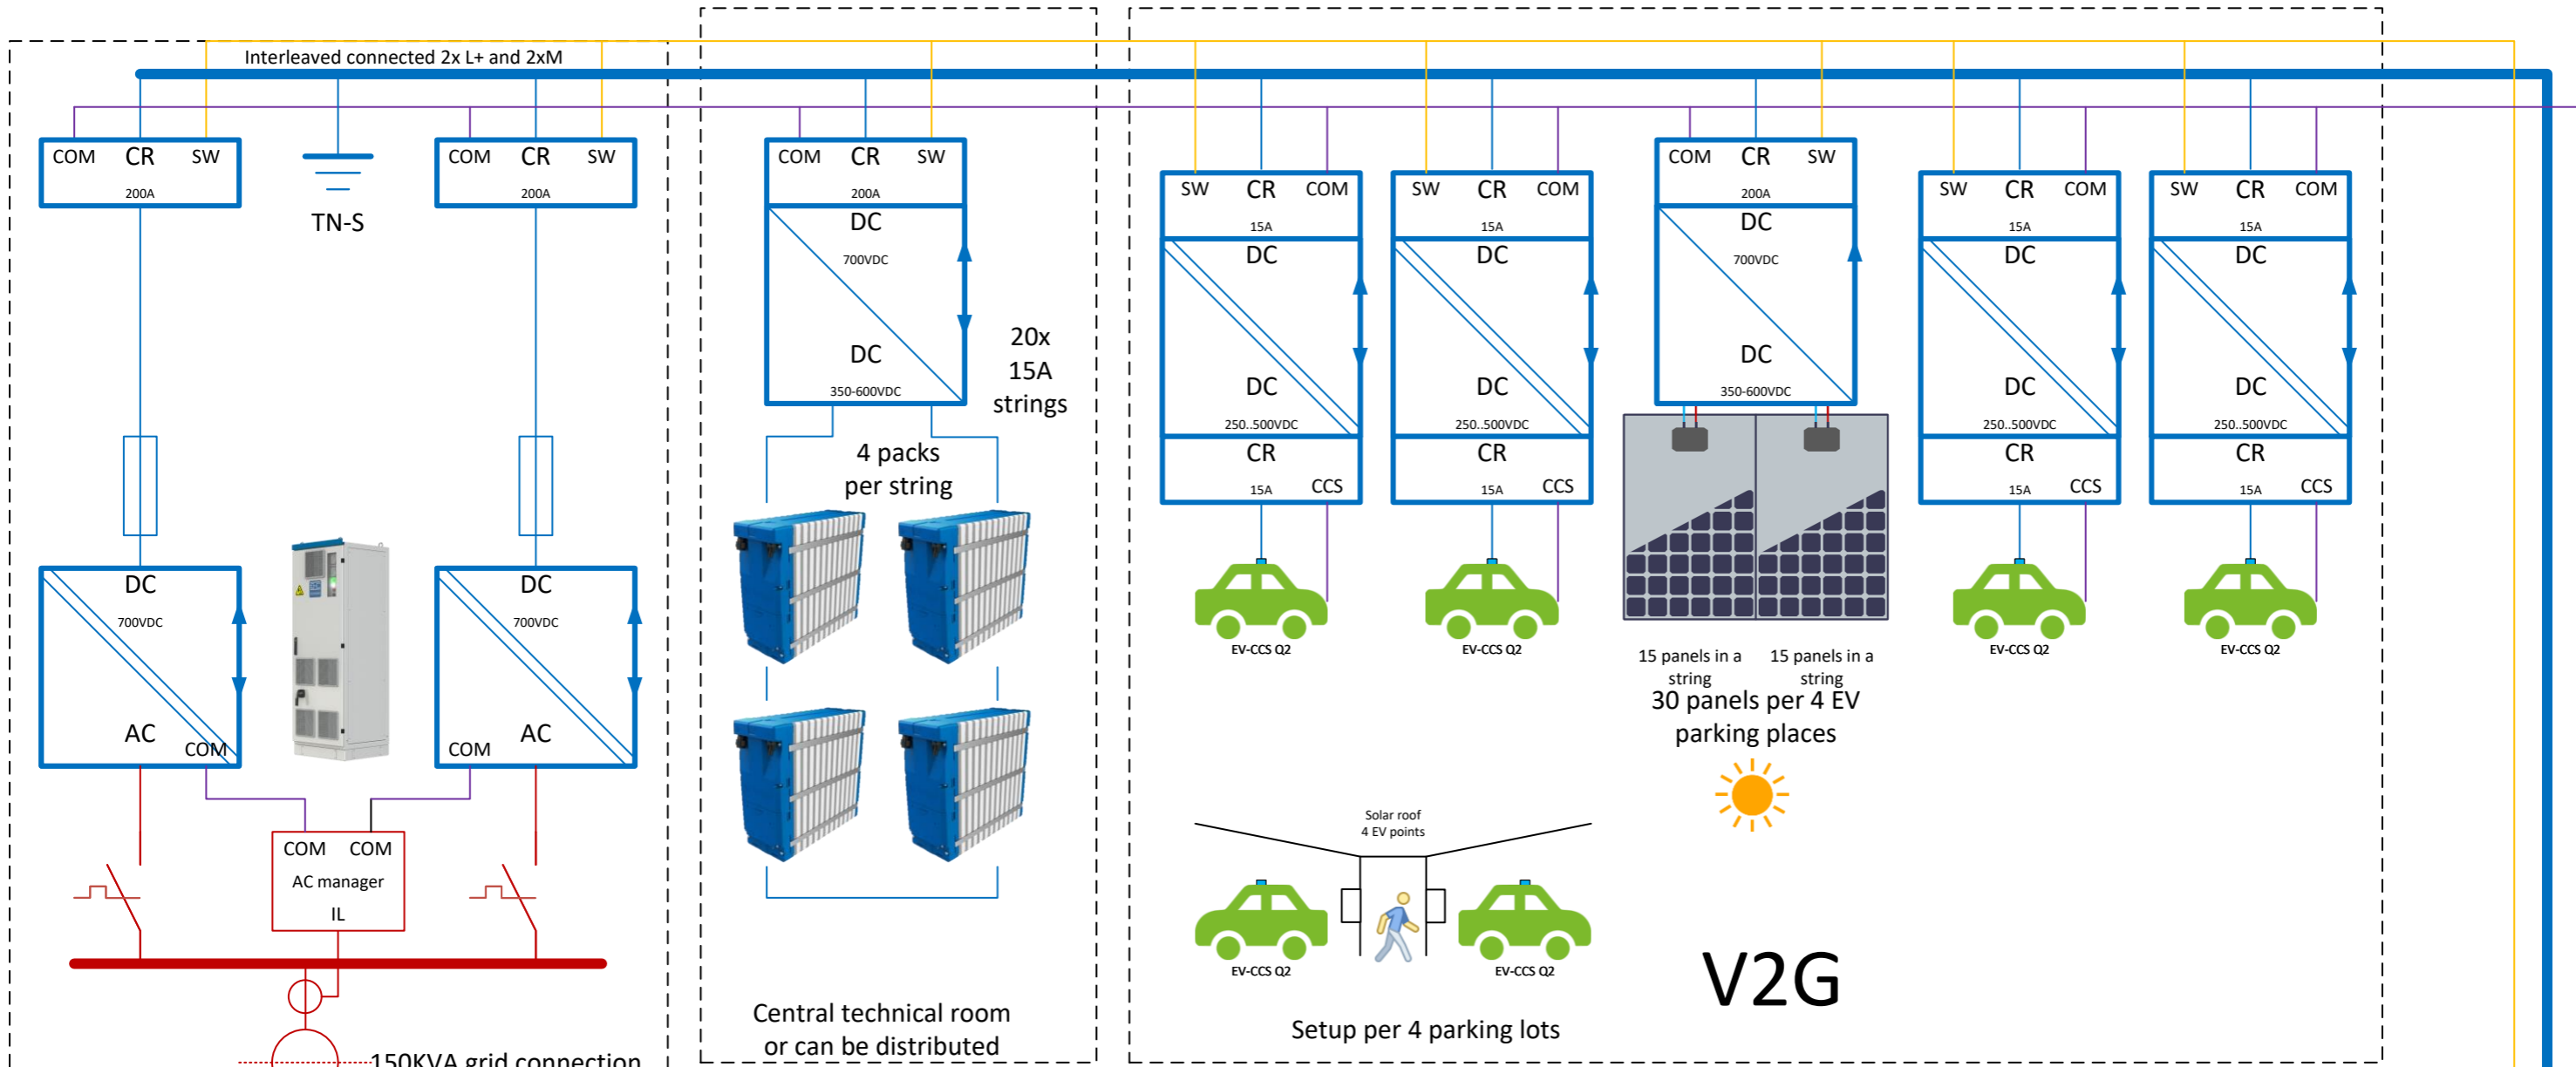 Interleaved connected 2x L+ and 2xM
COM CR SW
200A
TN-S
COM CR SW
200A
DC
700VDC
AC
COM
DC
700VDC
AC
COM
COM COM
AC manager
IL
150KVA grid connection
COM CR SW
200A
DC
700VDC
DC
350-600VDC
20x
15A
strings
4 packs
per string
Central technical room
or can be distributed
SW CR COM
15A
DC
DC
250..500VDC
CR
15A CCS
EV-CCS Q2
SW CR COM
15A
DC
DC
250..500VDC
CR
15A CCS
EV-CCS Q2
COM CR SW
200A
DC
700VDC
DC
350-600VDC
15 panels in a
string
15 panels in a
string
30 panels per 4 EV
parking places
SW CR COM
15A
DC
DC
250..500VDC
CR
15A CCS
EV-CCS Q2
SW CR COM
15A
DC
DC
250..500VDC
CR
15A CCS
EV-CCS Q2
Solar roof
4 EV points
EV-CCS Q2
EV-CCS Q2
Setup per 4 parking lots
V2G